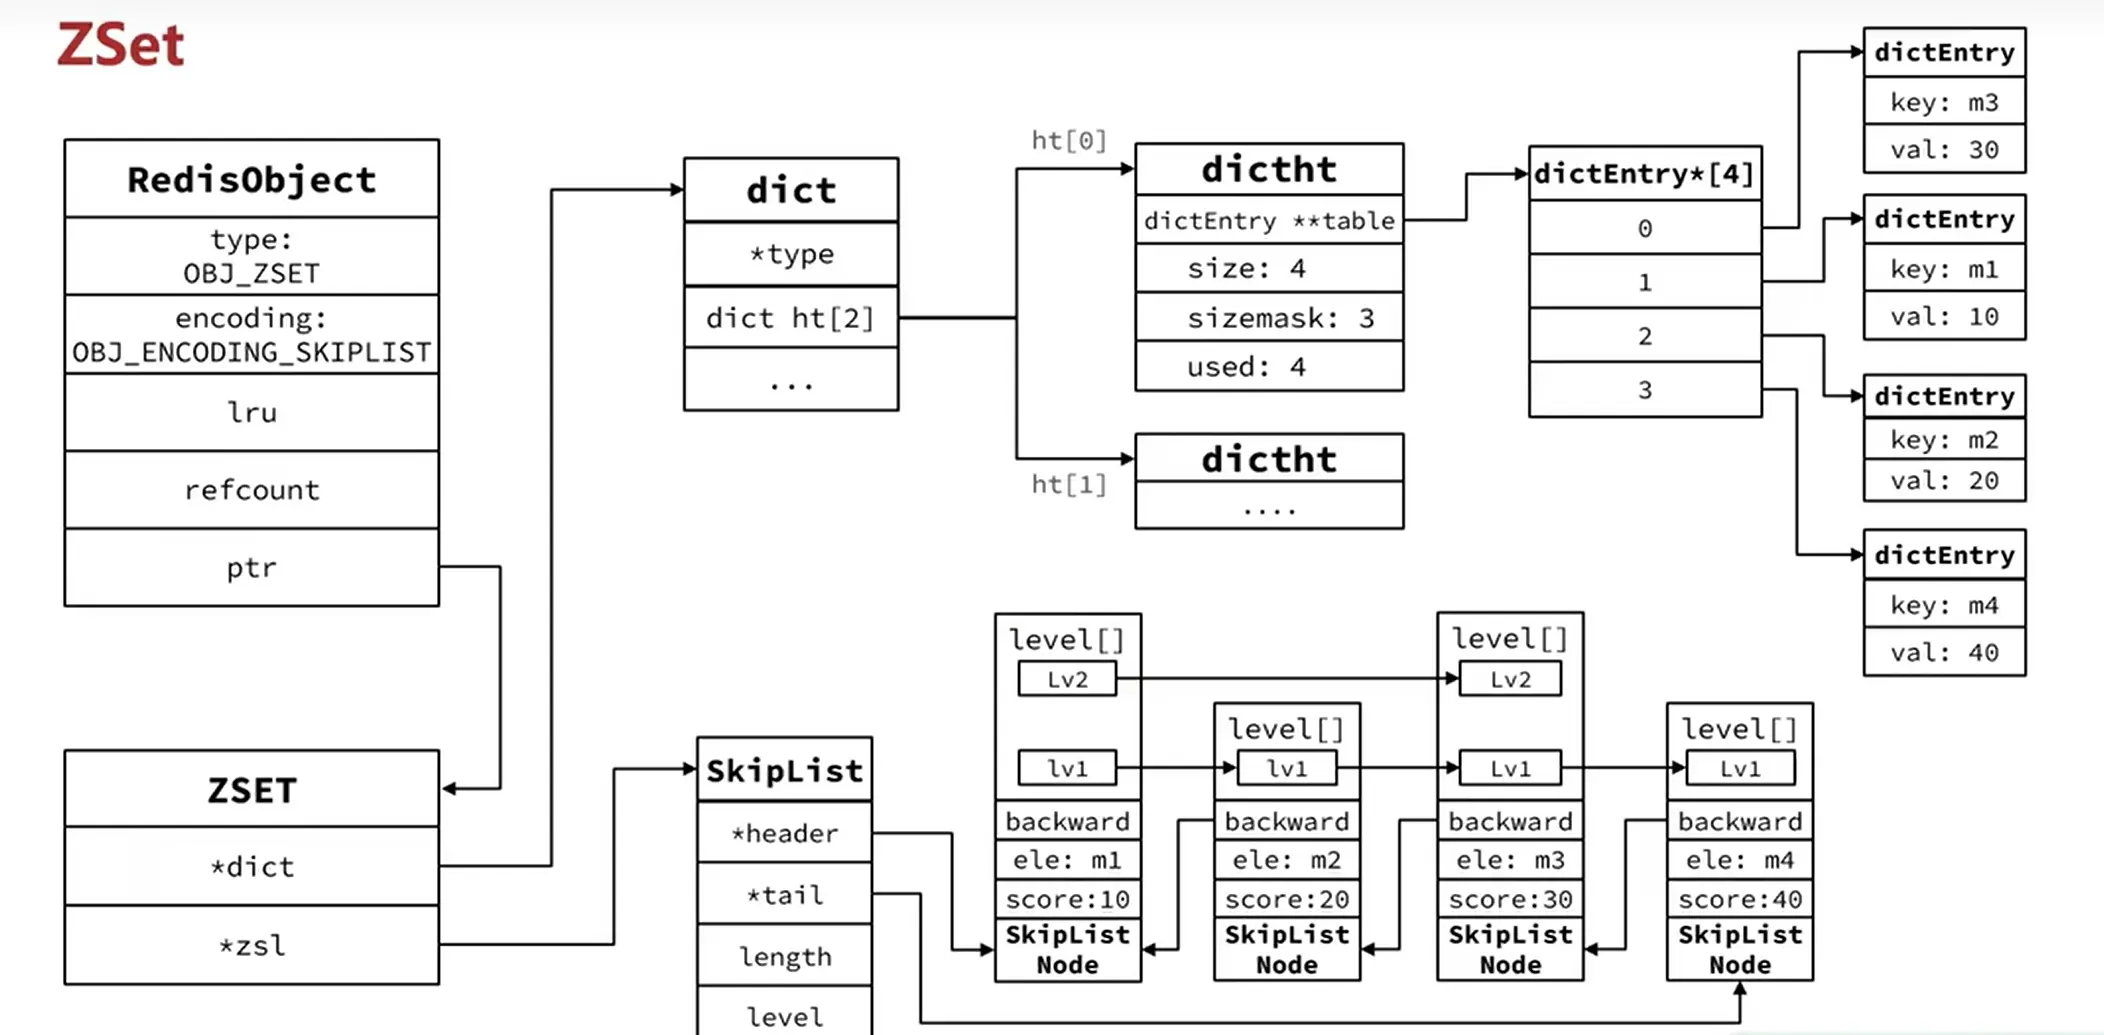 ZSet
RedisObject
type:
OBJ_ZSET
encoding:
OBJ_ENCODING_SKIPLIST
lru
refcount
ptr
ZSET
*dict
*zsl
dict
*type
dict ht[2]
...
ht[0]
dictht
dictEntry **table
size: 4
sizemask: 3
used: 4
ht[1]
dictht
....
dictEntry*[4]
0
1
2
3
dictEntry
key: m3
val: 30
dictEntry
key: m1
val: 10
dictEntry
key: m2
val: 20
dictEntry
key: m4
val: 40
SkipList
*header
*tail
length
level
level[]
Lv2
lv1
backward
ele: m1
score:10
SkipList
Node
level[]
lv1
backward
ele: m2
score:20
SkipList
Node
level[]
Lv2
Lv1
backward
ele: m3
score:30
SkipList
Node
level[]
Lv1
backward
ele: m4
score:40
SkipList
Node